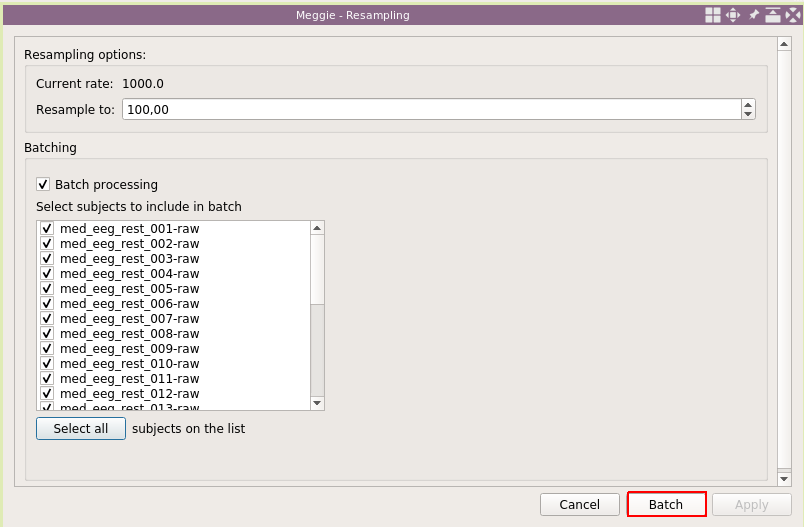 Meggie - Resampling
Resampling options:
Current rate: 1000.0
Resample to: 100,00
Batching
Batch processing
Select subjects to include in batch
med_eeg_rest_001-raw
med_eeg_rest_002-raw
med_eeg_rest_003-raw
med_eeg_rest_004-raw
med_eeg_rest_005-raw
med_eeg_rest_006-raw
med_eeg_rest_007-raw
med_eeg_rest_008-raw
med_eeg_rest_009-raw
med_eeg_rest_010-raw
med_eeg_rest_011-raw
med_eeg_rest_012-raw
med_eeg_rest_013-raw
Select all subjects on the list
Cancel Batch Apply